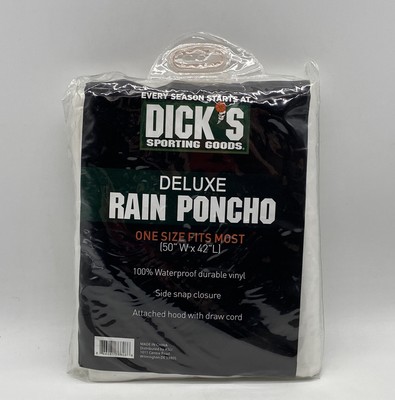 EVERY SEASON STARTS AT
DICK'S
SPORTING GOODS.
DELUXE
RAIN PONCHO
ONE SIZE FITS MOST
(50" W x 42"L)
100% Waterproof durable vinyl
Side snap closure
Attached hood with draw cord